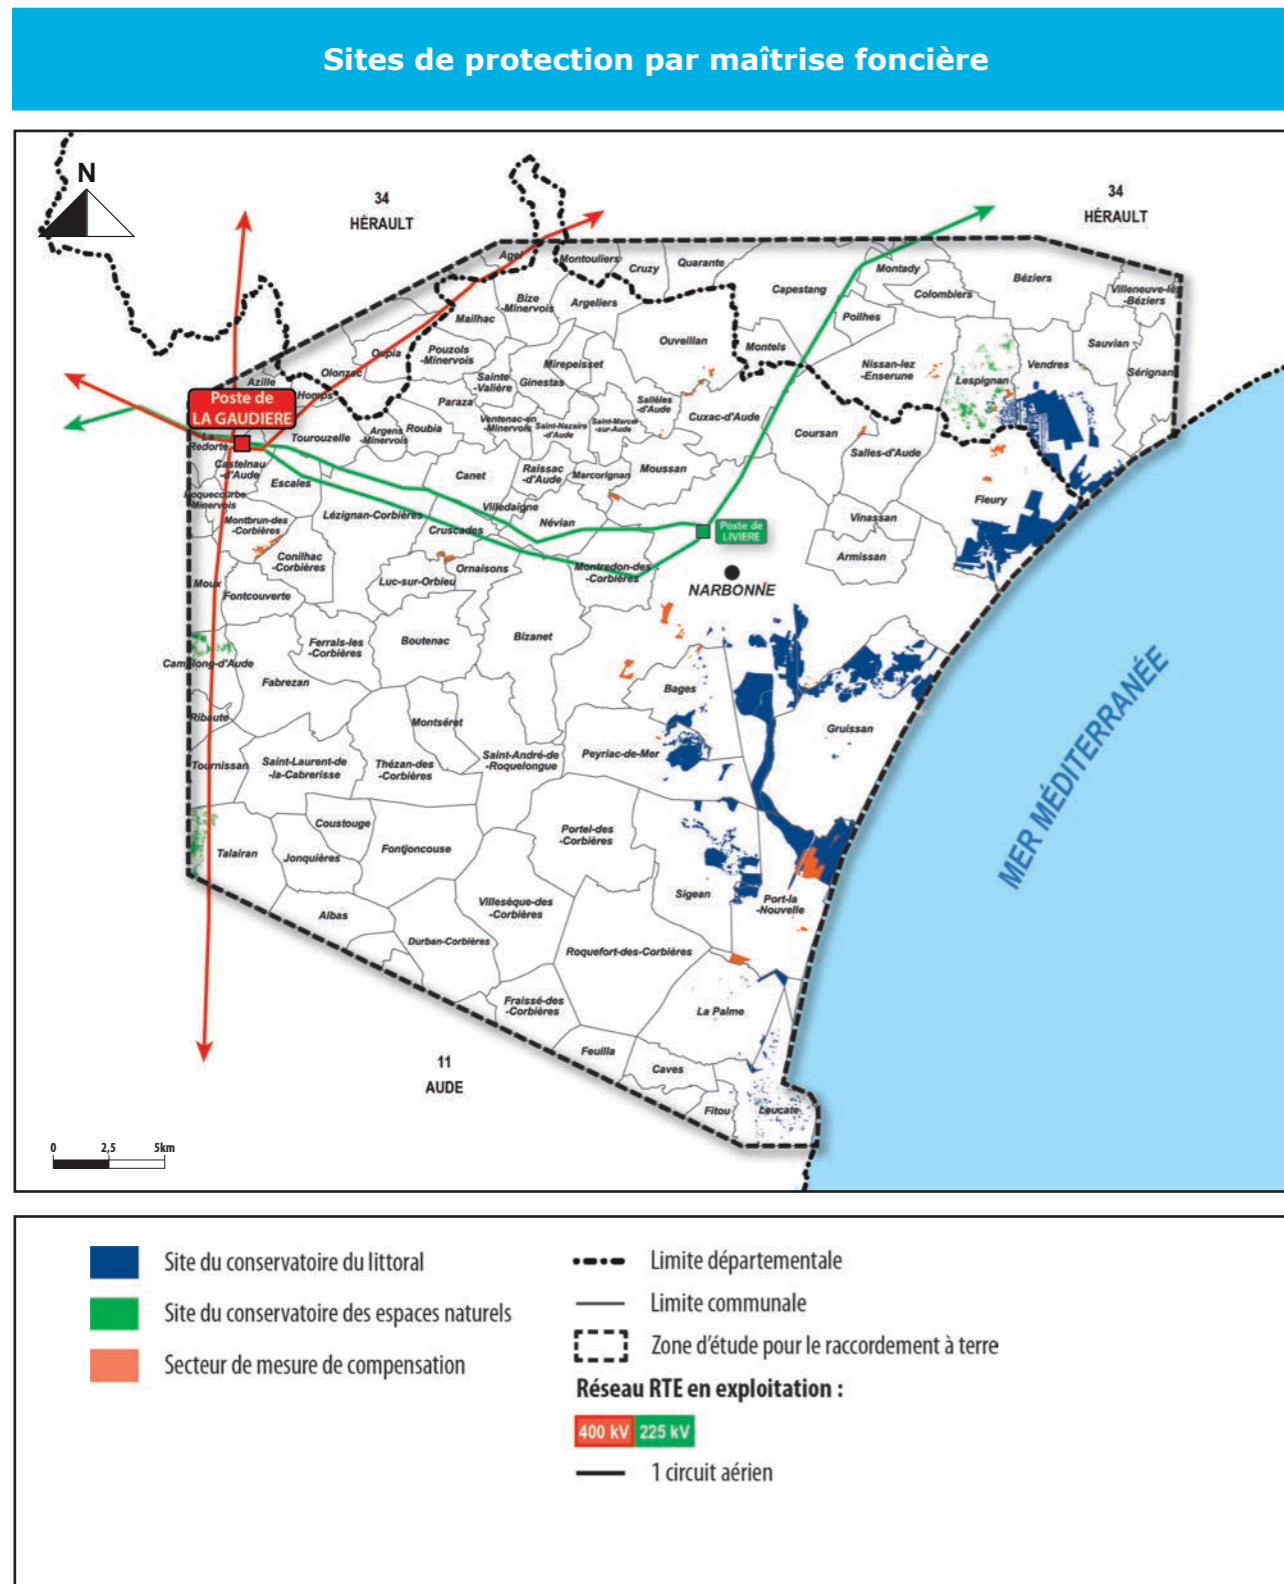 Sites de protection par maîtrise foncière
N
34
HÉRAULT
34
HÉRAULT
Agel
Montouliers
Cruzy
Quarante
Capestang
Montady
Colombiers
Béziers
Villeneuve-lès
-Béziers
Bize
-Minervois
Argeliers
Mailhac
Poilhes
Ouveillan
Montels
Sauvian
Oupia
Pouzols
-Minervois
Mirepeisset
Nissan-lez
-Enserune
Vendres
Sérignan
Olonzac
Sainte
-Valière
Ginestas
Lespignan
Azille
Homps
Poste de
LA GAUDIERE
Paraza
Sallèles
-d'Aude
Cuxac-d'Aude
Ventenac-en
-Minervois
Saint-Nazaire
-d'Aude
Saint-Marcel
-sur-Aude
Roubia
Argens
-Minervois
Tourouzelle
La
Redorte
Coursan
Salles-d'Aude
Castelnau
-d'Aude
Escales
Canet
Raissac
-d'Aude
Marcorignan
Moussan
Roquecourbe
-Minervois
Fleury
Villedaigne
Névian
Lézignan-Corbières
Cruscades
Montbrun-des
-Corbières
Vinassan
Poste de
LIVIERE
Conilhac
-Corbières
Armissan
Ornaisons
Luc-sur-Orbieu
Montredon-des
-Corbières
Moux
Fontcouverte
NARBONNE
Ferrals-les
-Corbières
Boutenac
Bizanet
Camplong-d'Aude
Fabrezan
Bages
Ribaute
Montséret
Gruissan
MER MÉDITERRANÉE
Tournissan
Saint-Laurent-de
-la-Cabrerisse
Thézan-des
-Corbières
Saint-André-de
-Roquelongue
Peyriac-de-Mer
Coustouge
Portel-des
-Corbières
Talairan
Jonquières
Fontjoncouse
Sigean
Port-la
-Nouvelle
Villesèque-des
-Corbières
Albas
Durban-Corbières
Roquefort-des-Corbières
Fraissé-des
-Corbières
La Palme
Feuilla
Caves
11
AUDE
Fitou
Leucate
0 2,5 5km
Site du conservatoire du littoral
Site du conservatoire des espaces naturels
Secteur de mesure de compensation
Limite départementale
Limite communale
Zone d'étude pour le raccordement à terre
Réseau RTE en exploitation :
400 kV 225 kV
1 circuit aérien